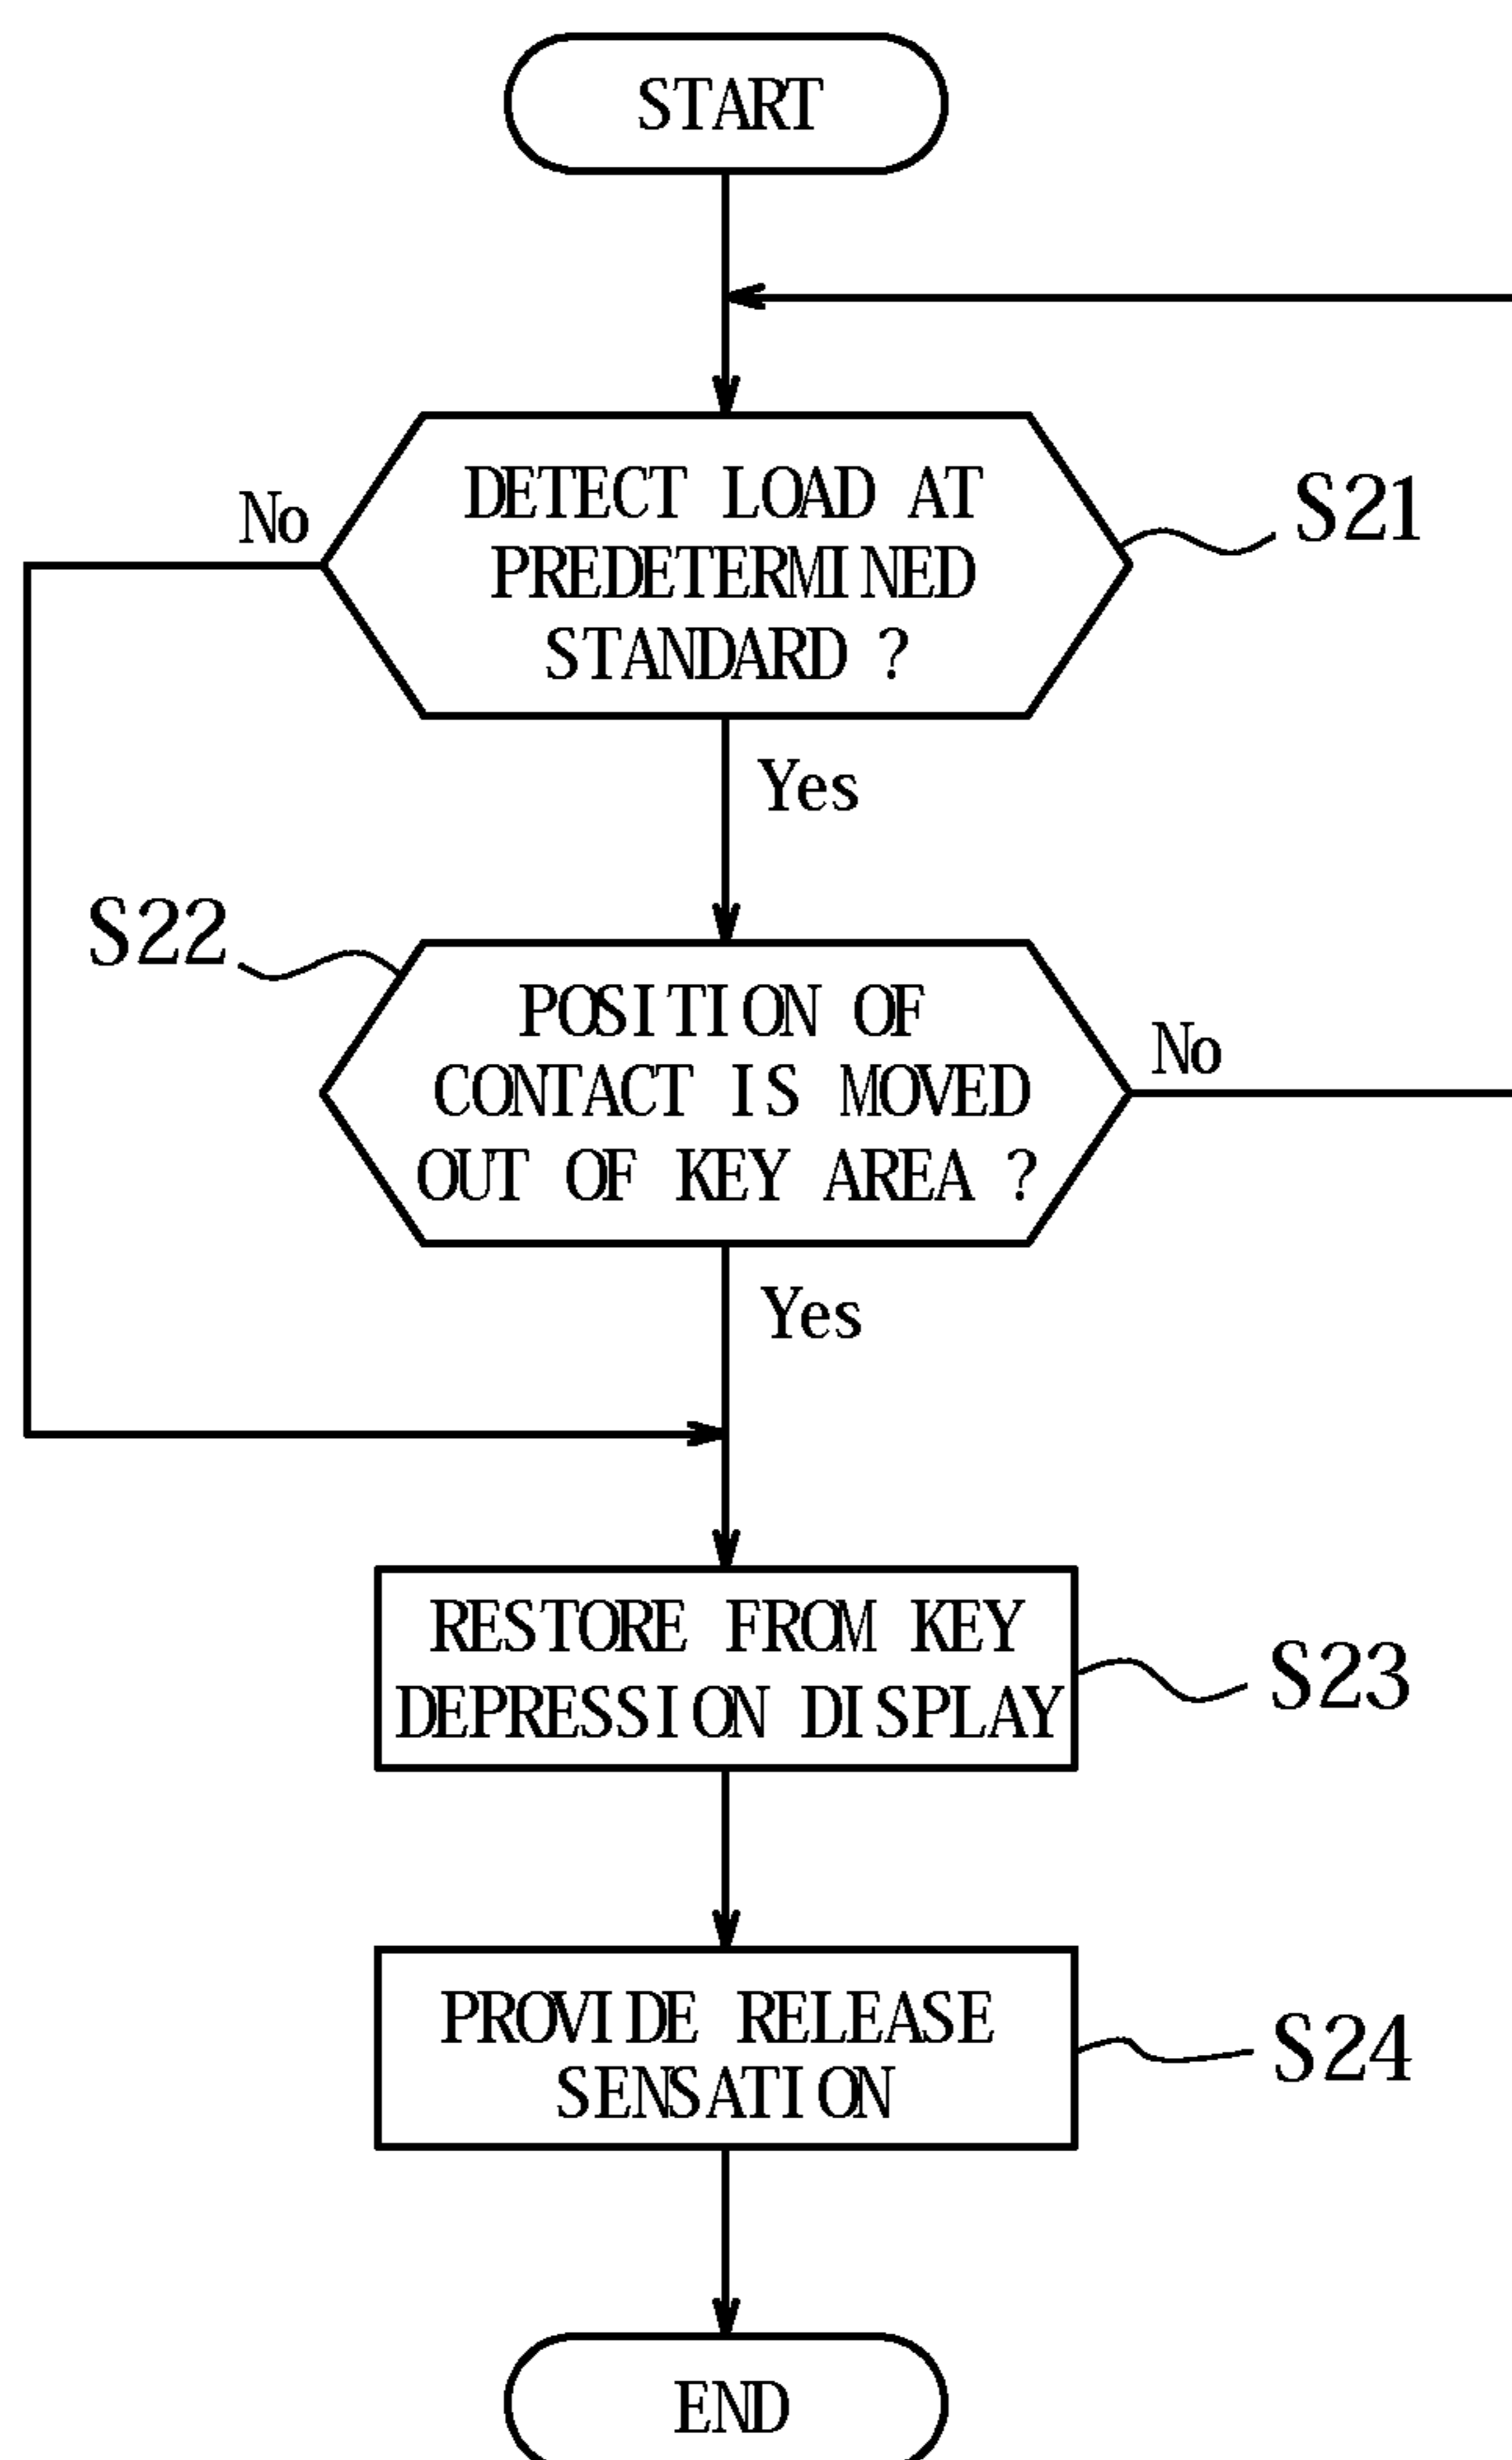 START
No
DETECT LOAD AT
PREDETERMINED
STANDARD ?
S21
Yes
S22
POSITION OF
CONTACT IS MOVED
OUT OF KEY AREA ?
No
Yes
RESTORE FROM KEY
DEPRESSION DISPLAY
S23
PROVIDE RELEASE
SENSATION
S24
END